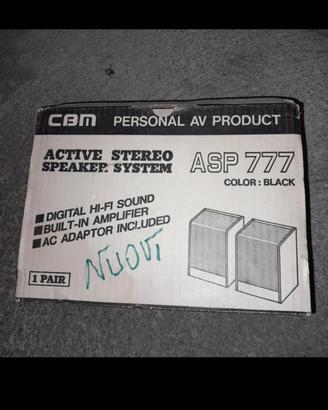 CBM PERSONAL AV PRODUCT
ACTIVE STEREO
SPEAKER. SYSTEM
ASP 777
COLOR : BLACK
DIGITAL HI-FI SOUND
BUILT-IN AMPLIFIER
AC ADAPTOR INCLUDED
NUOVI
1 PAIR